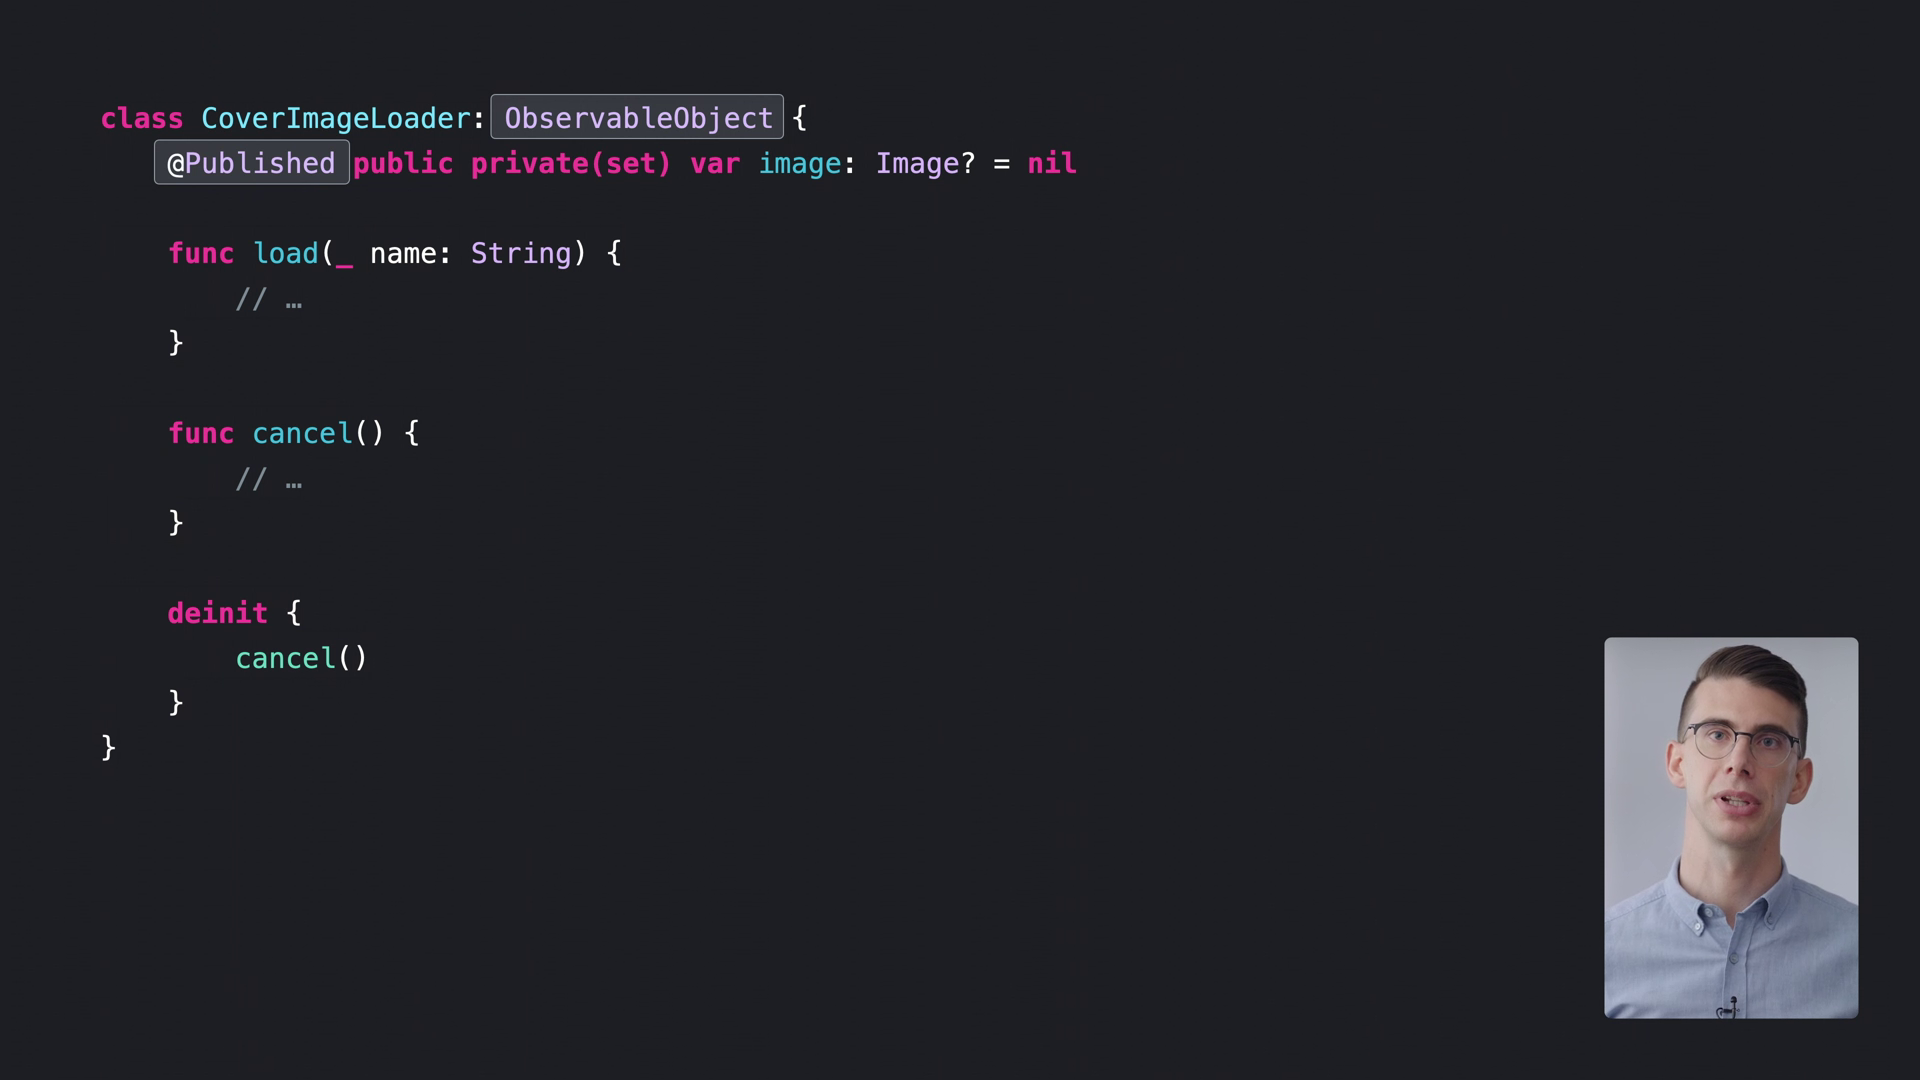 class CoverImageLoader: ObservableObject {
@Published public private(set) var image: Image? = nil
func load(_ name: String) {
// …
}
func cancel() {
// …
}
deinit {
cancel()
}
}